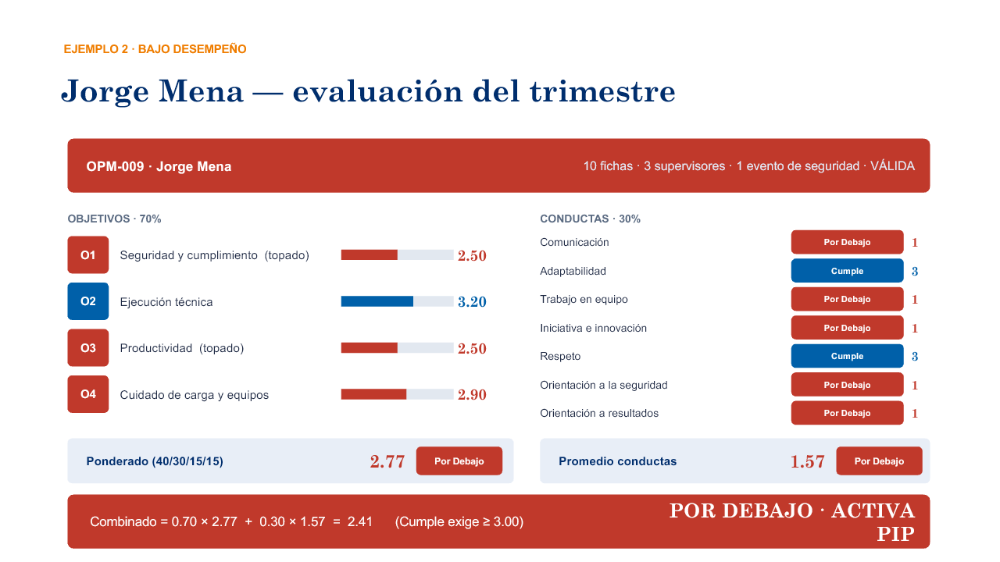 EJEMPLO 2 · BAJO DESEMPEÑO
Jorge Mena — evaluación del trimestre
OPM-009 · Jorge Mena
10 fichas · 3 supervisores · 1 evento de seguridad · VÁLIDA
OBJETIVOS · 70%
O1 Seguridad y cumplimiento (topado) 2.50
O2 Ejecución técnica 3.20
O3 Productividad (topado) 2.50
O4 Cuidado de carga y equipos 2.90
Ponderado (40/30/15/15) 2.77 Por Debajo
CONDUCTAS · 30%
Comunicación Por Debajo 1
Adaptabilidad Cumple 3
Trabajo en equipo Por Debajo 1
Iniciativa e innovación Por Debajo 1
Respeto Cumple 3
Orientación a la seguridad Por Debajo 1
Orientación a resultados Por Debajo 1
Promedio conductas 1.57 Por Debajo
Combinado = 0.70 × 2.77 + 0.30 × 1.57 = 2.41 (Cumple exige ≥ 3.00)
POR DEBAJO · ACTIVA
PIP